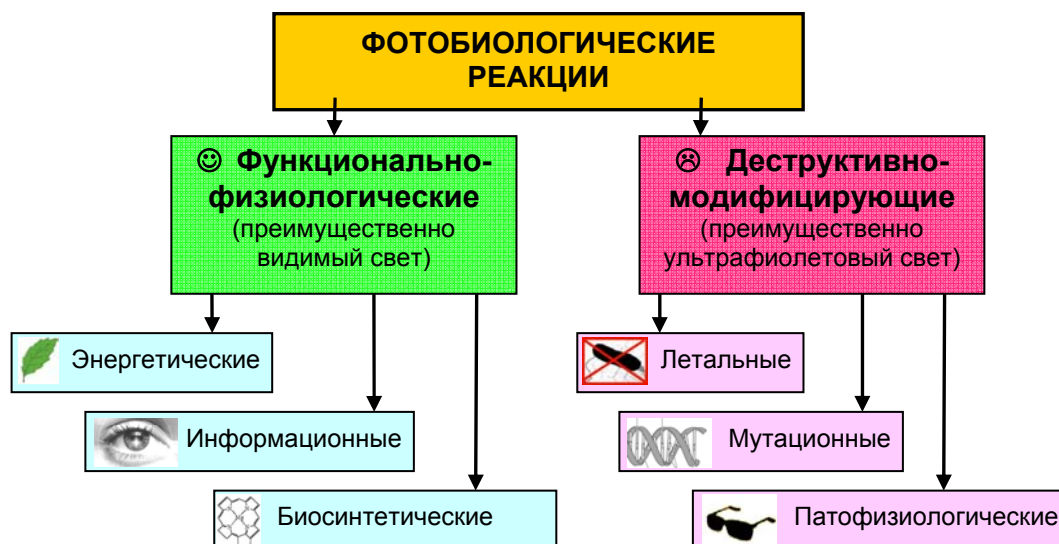 ФОТОБИОЛОГИЧЕСКИЕ
РЕАКЦИИ
☺ Функционально-
физиологические
(преимущественно
видимый свет)
☹ Деструктивно-
модифицирующие
(преимущественно
ультрафиолетовый свет)
Энергетические
Информационные
Биосинтетические
Летальные
Мутационные
Патофизиологические